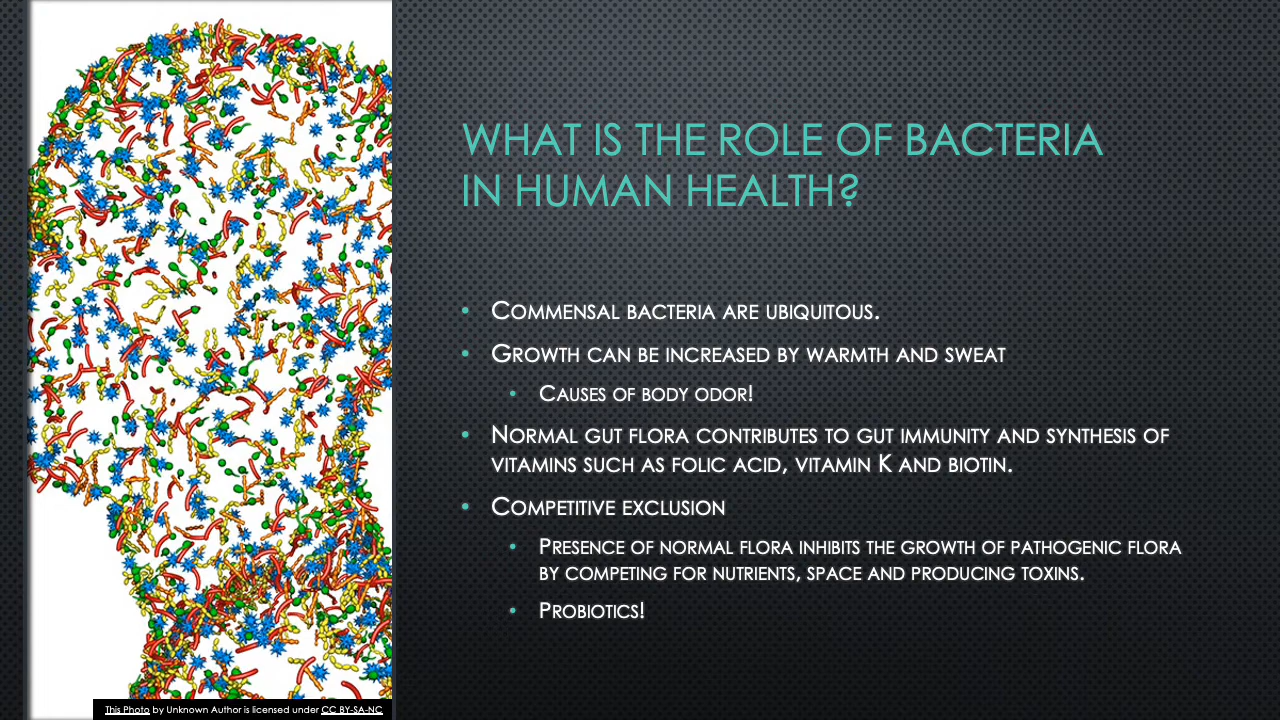 WHAT IS THE ROLE OF BACTERIA
IN HUMAN HEALTH?
• COMMENSAL BACTERIA ARE UBIQUITOUS.
• GROWTH CAN BE INCREASED BY WARMTH AND SWEAT
• CAUSES OF BODY ODOR!
• NORMAL GUT FLORA CONTRIBUTES TO GUT IMMUNITY AND SYNTHESIS OF
VITAMINS SUCH AS FOLIC ACID, VITAMIN K AND BIOTIN.
• COMPETITIVE EXCLUSION
• PRESENCE OF NORMAL FLORA INHIBITS THE GROWTH OF PATHOGENIC FLORA
BY COMPETING FOR NUTRIENTS, SPACE AND PRODUCING TOXINS.
• PROBIOTICS!
This Photo by Unknown Author is licensed under CC BY-SA-NC